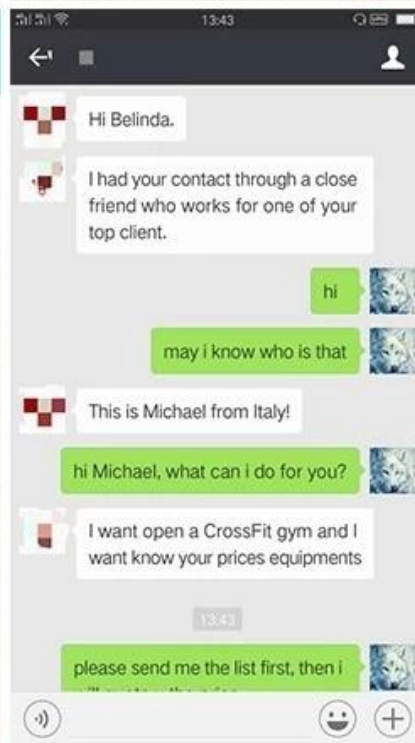 13:43
Hi Belinda.
I had your contact through a close
friend who works for one of your
top client.
hi
may i know who is that
This is Michael from Italy!
hi Michael, what can i do for you?
I want open a CrossFit gym and I
want know your prices equipments
13:43
please send me the list first, then i